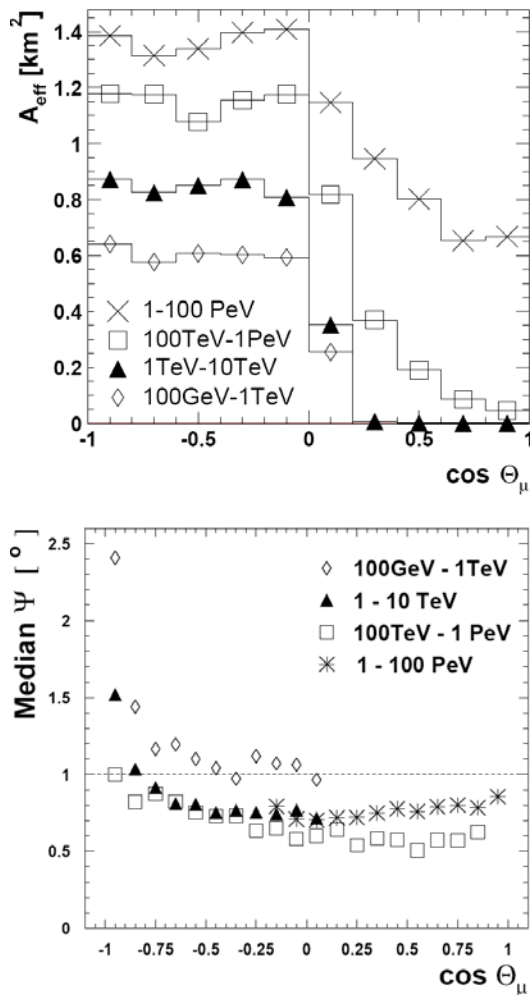 A_eff [km²]
1.4
1.2
1
0.8
0.6
0.4
0.2
0
1-100 PeV
100TeV-1PeV
1TeV-10TeV
100GeV-1TeV
-1 -0.5 0 0.5 1
cos Θ_μ
Median Ψ [°]
2.5
2
1.5
1
0.5
0
100GeV - 1TeV
1 - 10 TeV
100TeV - 1 PeV
1 - 100 PeV
-1 -0.75 -0.5 -0.25 0 0.25 0.5 0.75 1
cos Θ_μ